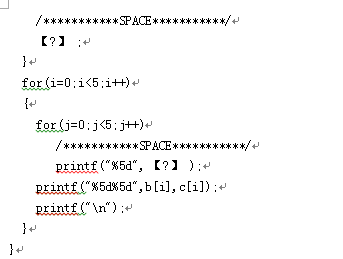 /***********SPACE***********/
【?】 ;
}
for(i=0;i<5;i++)
{
for(j=0;j<5;j++)
/***********SPACE***********/
printf("%5d", 【?】 );
printf("%5d%5d",b[i],c[i]);
printf("\n");
}
}